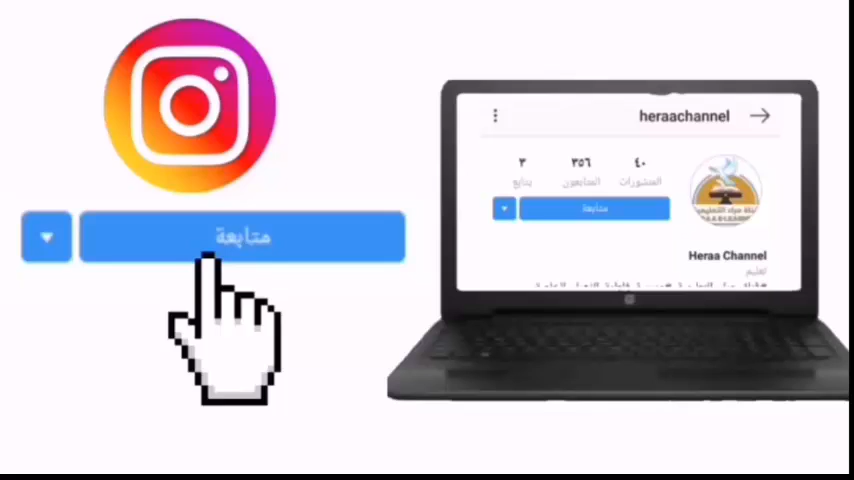 متابعة
heraachannel
٤٠ ٣٥٦ ٣
المنشورات المتابعون يتابع
متابعة
Heraa Channel
تعليم